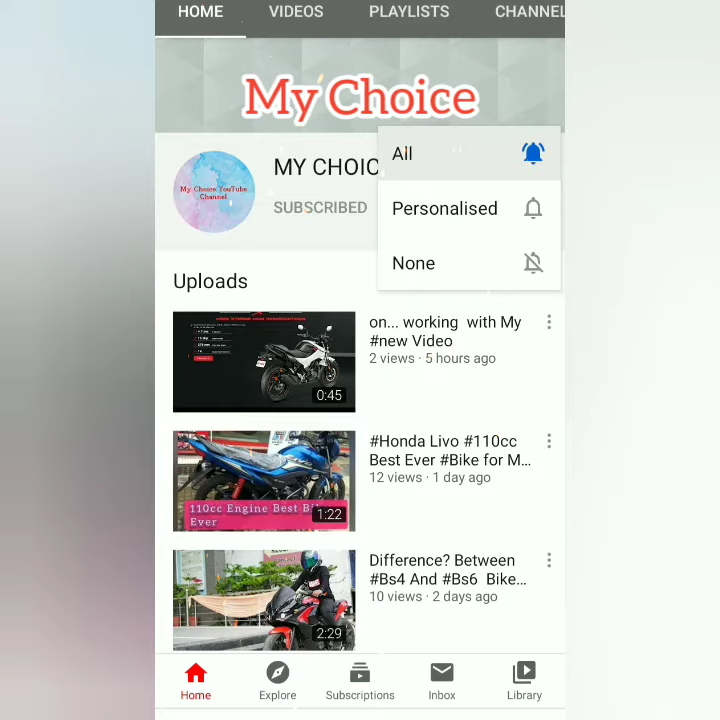 HOME VIDEOS PLAYLISTS CHANNEL
My Choice
MY CHOIC
SUBSCRIBED
My Choice YouTube
Channel
All
Personalised
None
Uploads
on... working with My
#new Video
2 views · 5 hours ago
0:45
#Honda Livo #110cc
Best Ever #Bike for M...
12 views · 1 day ago
110cc Engine Best Bi
Ever
1:22
Difference? Between
#Bs4 And #Bs6 Bike...
10 views · 2 days ago
2:29
Home Explore Subscriptions Inbox Library